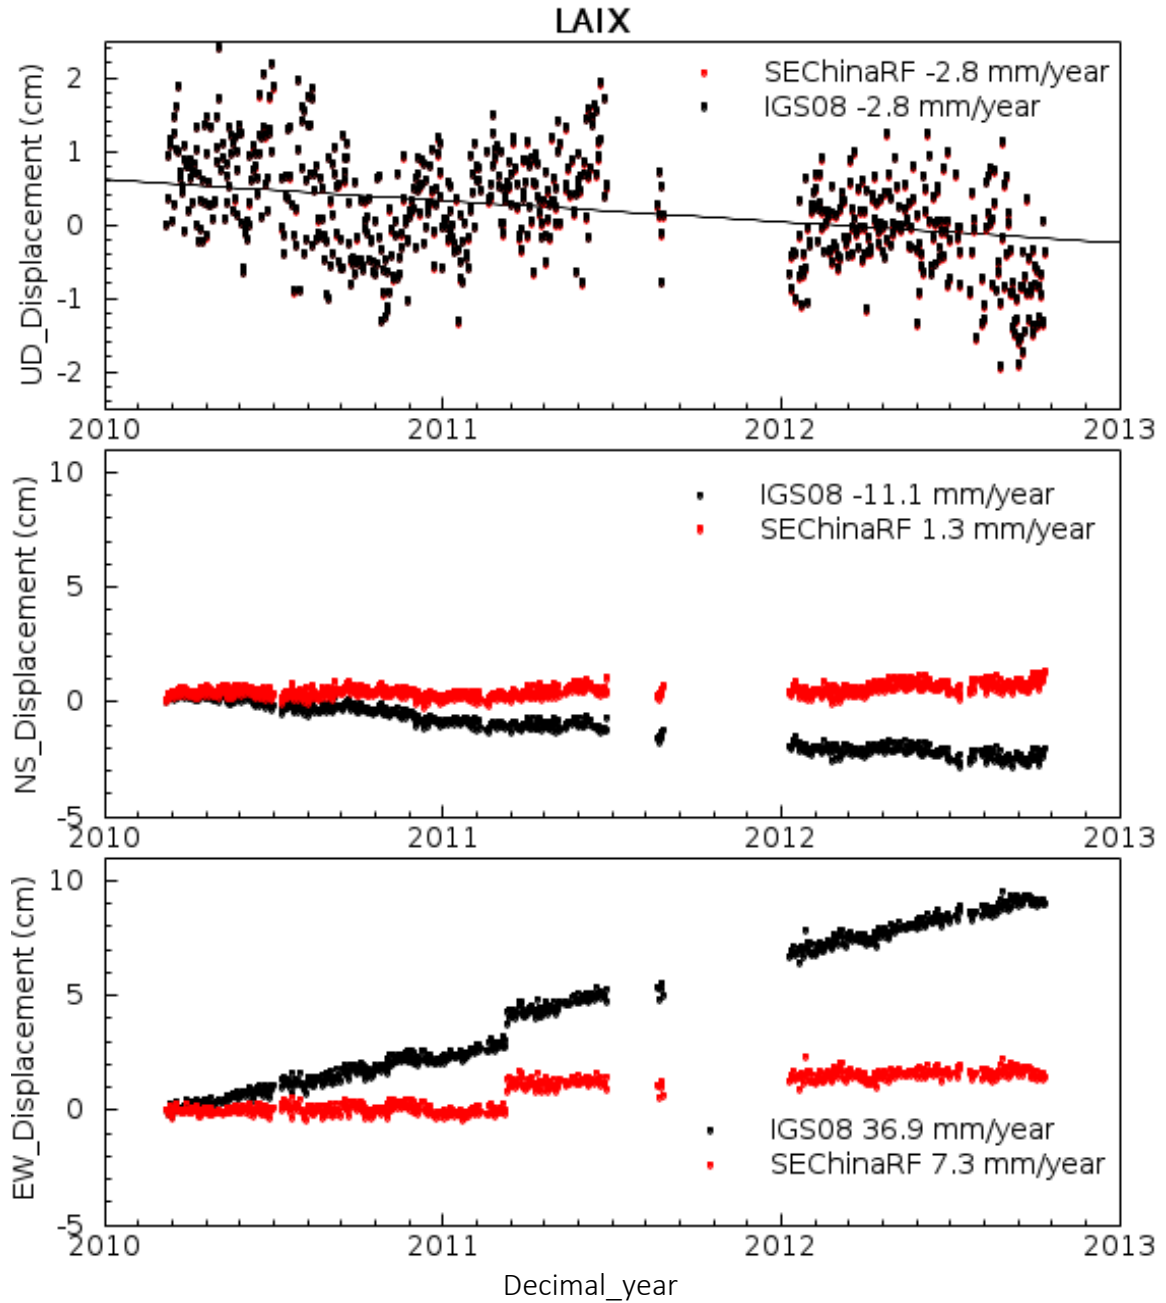 LAIX
UD_Displacement (cm)
2
1
0
-1
-2
SEChinaRF -2.8 mm/year
IGS08 -2.8 mm/year
2010 2011 2012 2013
NS_Displacement (cm)
10
5
0
-5
IGS08 -11.1 mm/year
SEChinaRF 1.3 mm/year
2010 2011 2012 2013
EW_Displacement (cm)
10
5
0
-5
IGS08 36.9 mm/year
SEChinaRF 7.3 mm/year
2010 2011 2012 2013
Decimal_year